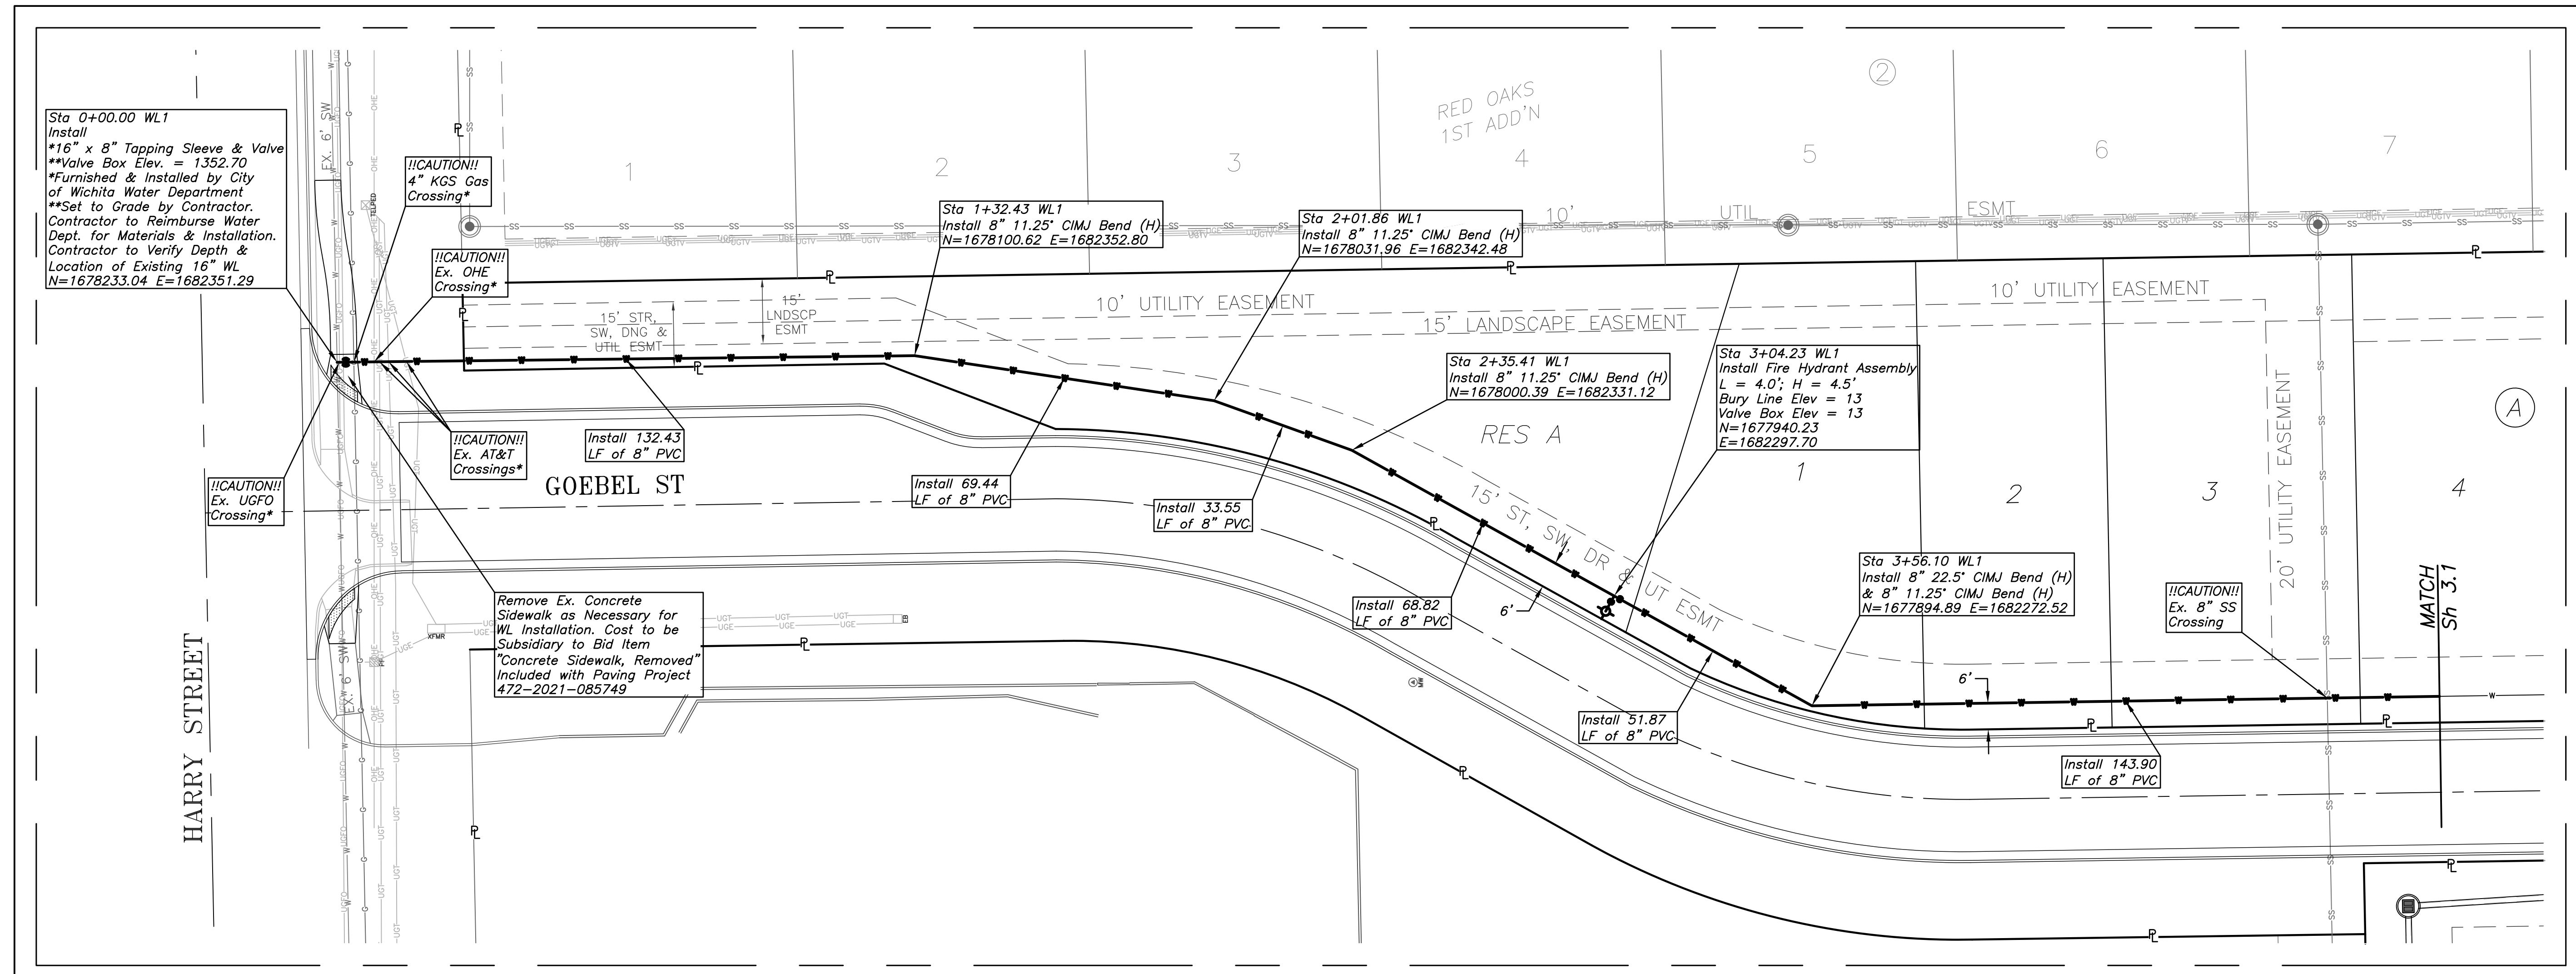 Sta 0+00.00 WL1
Install
*16" x 8" Tapping Sleeve & Valve
**Valve Box Elev. = 1352.70
*Furnished & Installed by City
of Wichita Water Department
**Set to Grade by Contractor.
Contractor to Reimburse Water
Dept. for Materials & Installation.
Contractor to Verify Depth &
Location of Existing 16" WL
N=1678233.04 E=1682351.29
EX. 6' SW
TELPED
!!CAUTION!!
4" KGS Gas
Crossing*
!!CAUTION!!
Ex. OHE
Crossing*
1
2
3
4
5
6
7
RED OAKS
1ST ADD'N
2
10'
UTIL
ESMT
Sta 1+32.43 WL1
Install 8" 11.25° CIMJ Bend (H)
N=1678100.62 E=1682352.80
Sta 2+01.86 WL1
Install 8" 11.25° CIMJ Bend (H)
N=1678031.96 E=1682342.48
15' STR,
SW, DNG &
UTIL ESMT
15'
LNDSCP
ESMT
10' UTILITY EASEMENT
15' LANDSCAPE EASEMENT
10' UTILITY EASEMENT
20' UTILITY EASEMENT
Sta 2+35.41 WL1
Install 8" 11.25° CIMJ Bend (H)
N=1678000.39 E=1682331.12
Sta 3+04.23 WL1
Install Fire Hydrant Assembly
L = 4.0'; H = 4.5'
Bury Line Elev = 13
Valve Box Elev = 13
N=1677940.23
E=1682297.70
RES A
1
2
3
4
A
!!CAUTION!!
Ex. UGFO
Crossing*
!!CAUTION!!
Ex. AT&T
Crossings*
Install 132.43
LF of 8" PVC
GOEBEL ST
Install 69.44
LF of 8" PVC
Install 33.55
LF of 8" PVC
15' ST, SW, DR & UT ESMT
Install 68.82
LF of 8" PVC
6'
Sta 3+56.10 WL1
Install 8" 22.5° CIMJ Bend (H)
& 8" 11.25° CIMJ Bend (H)
N=1677894.89 E=1682272.52
!!CAUTION!!
Ex. 8" SS
Crossing
MATCH
Sh 3.1
Remove Ex. Concrete
Sidewalk as Necessary for
WL Installation. Cost to be
Subsidiary to Bid Item
"Concrete Sidewalk, Removed"
Included with Paving Project
472-2021-085749
XFMR
PP
EB
EX. 6' SW
HARRY STREET
MW
6'
Install 51.87
LF of 8" PVC
Install 143.90
LF of 8" PVC